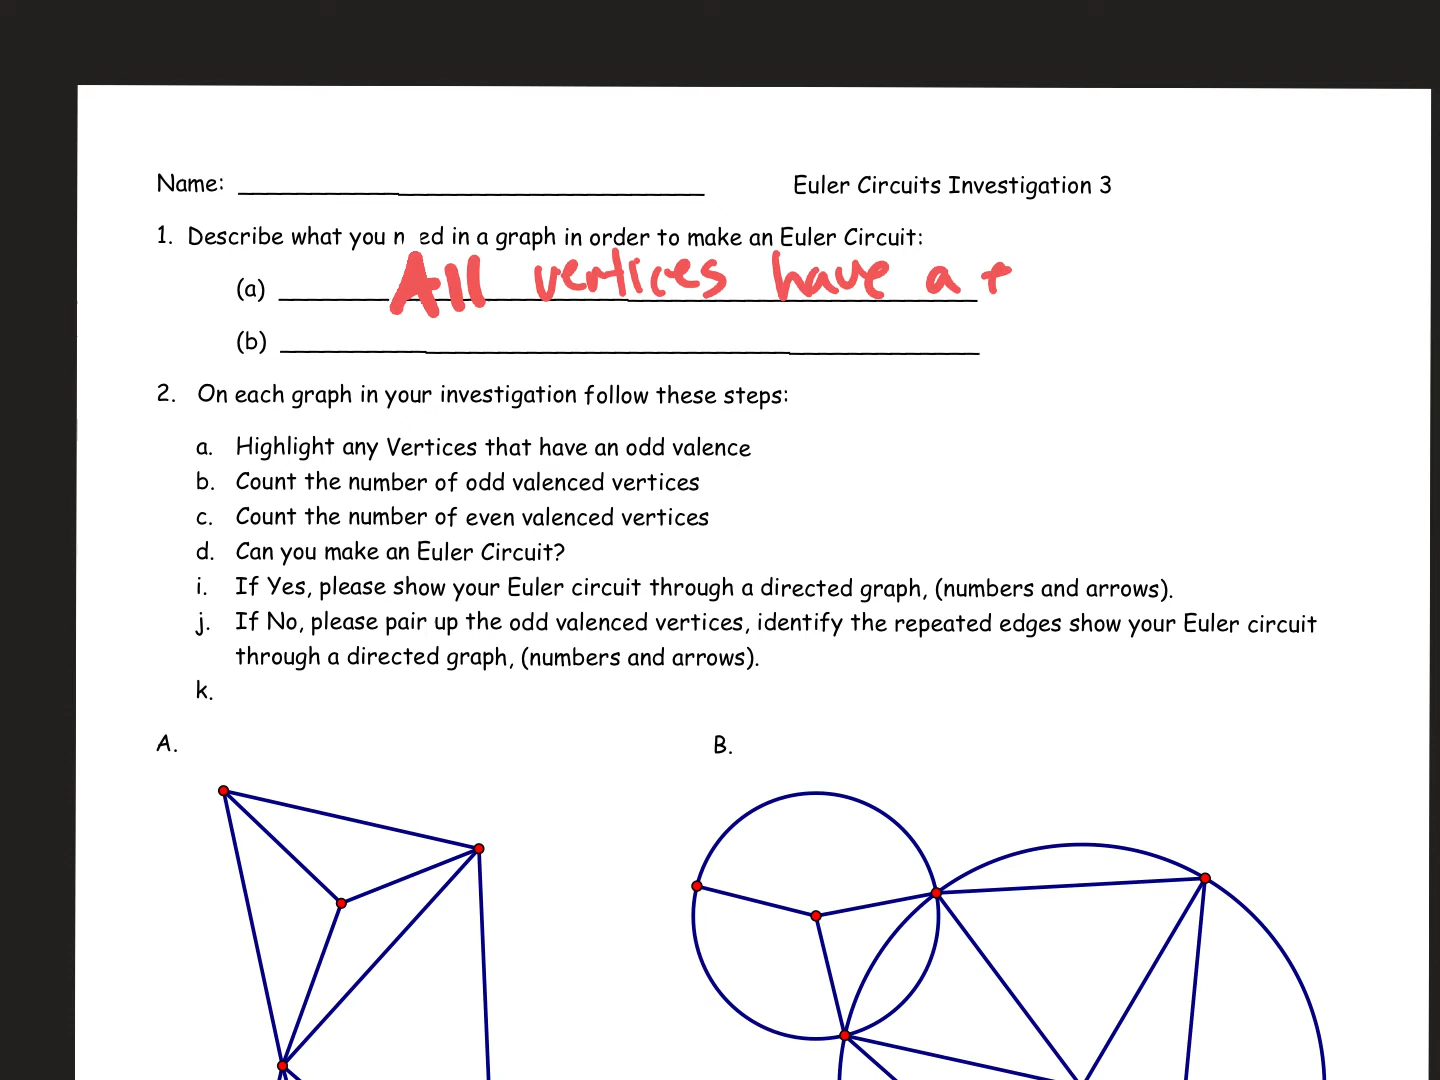 Name: Euler Circuits Investigation 3
1. Describe what you n ed in a graph in order to make an Euler Circuit:
(a) All vertices have a
(b)
2. On each graph in your investigation follow these steps:
a. Highlight any Vertices that have an odd valence
b. Count the number of odd valenced vertices
c. Count the number of even valenced vertices
d. Can you make an Euler Circuit?
i. If Yes, please show your Euler circuit through a directed graph, (numbers and arrows).
j. If No, please pair up the odd valenced vertices, identify the repeated edges show your Euler circuit
through a directed graph, (numbers and arrows).
k.
A. B.